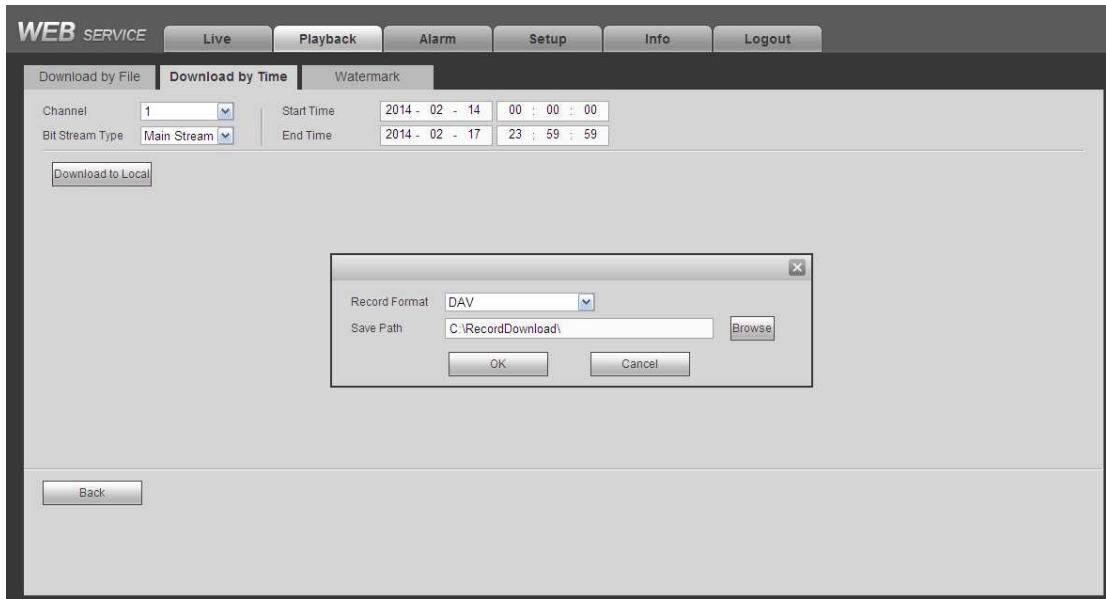 WEB SERVICE
Live
Playback
Alarm
Setup
Info
Logout
Download by File
Download by Time
Watermark
Channel
1
Start Time
2014 - 02 - 14
00 : 00 : 00
Bit Stream Type
Main Stream
End Time
2014 - 02 - 17
23 : 59 : 59
Download to Local
Record Format
DAV
Save Path
C:\RecordDownload\
Browse
OK
Cancel
Back